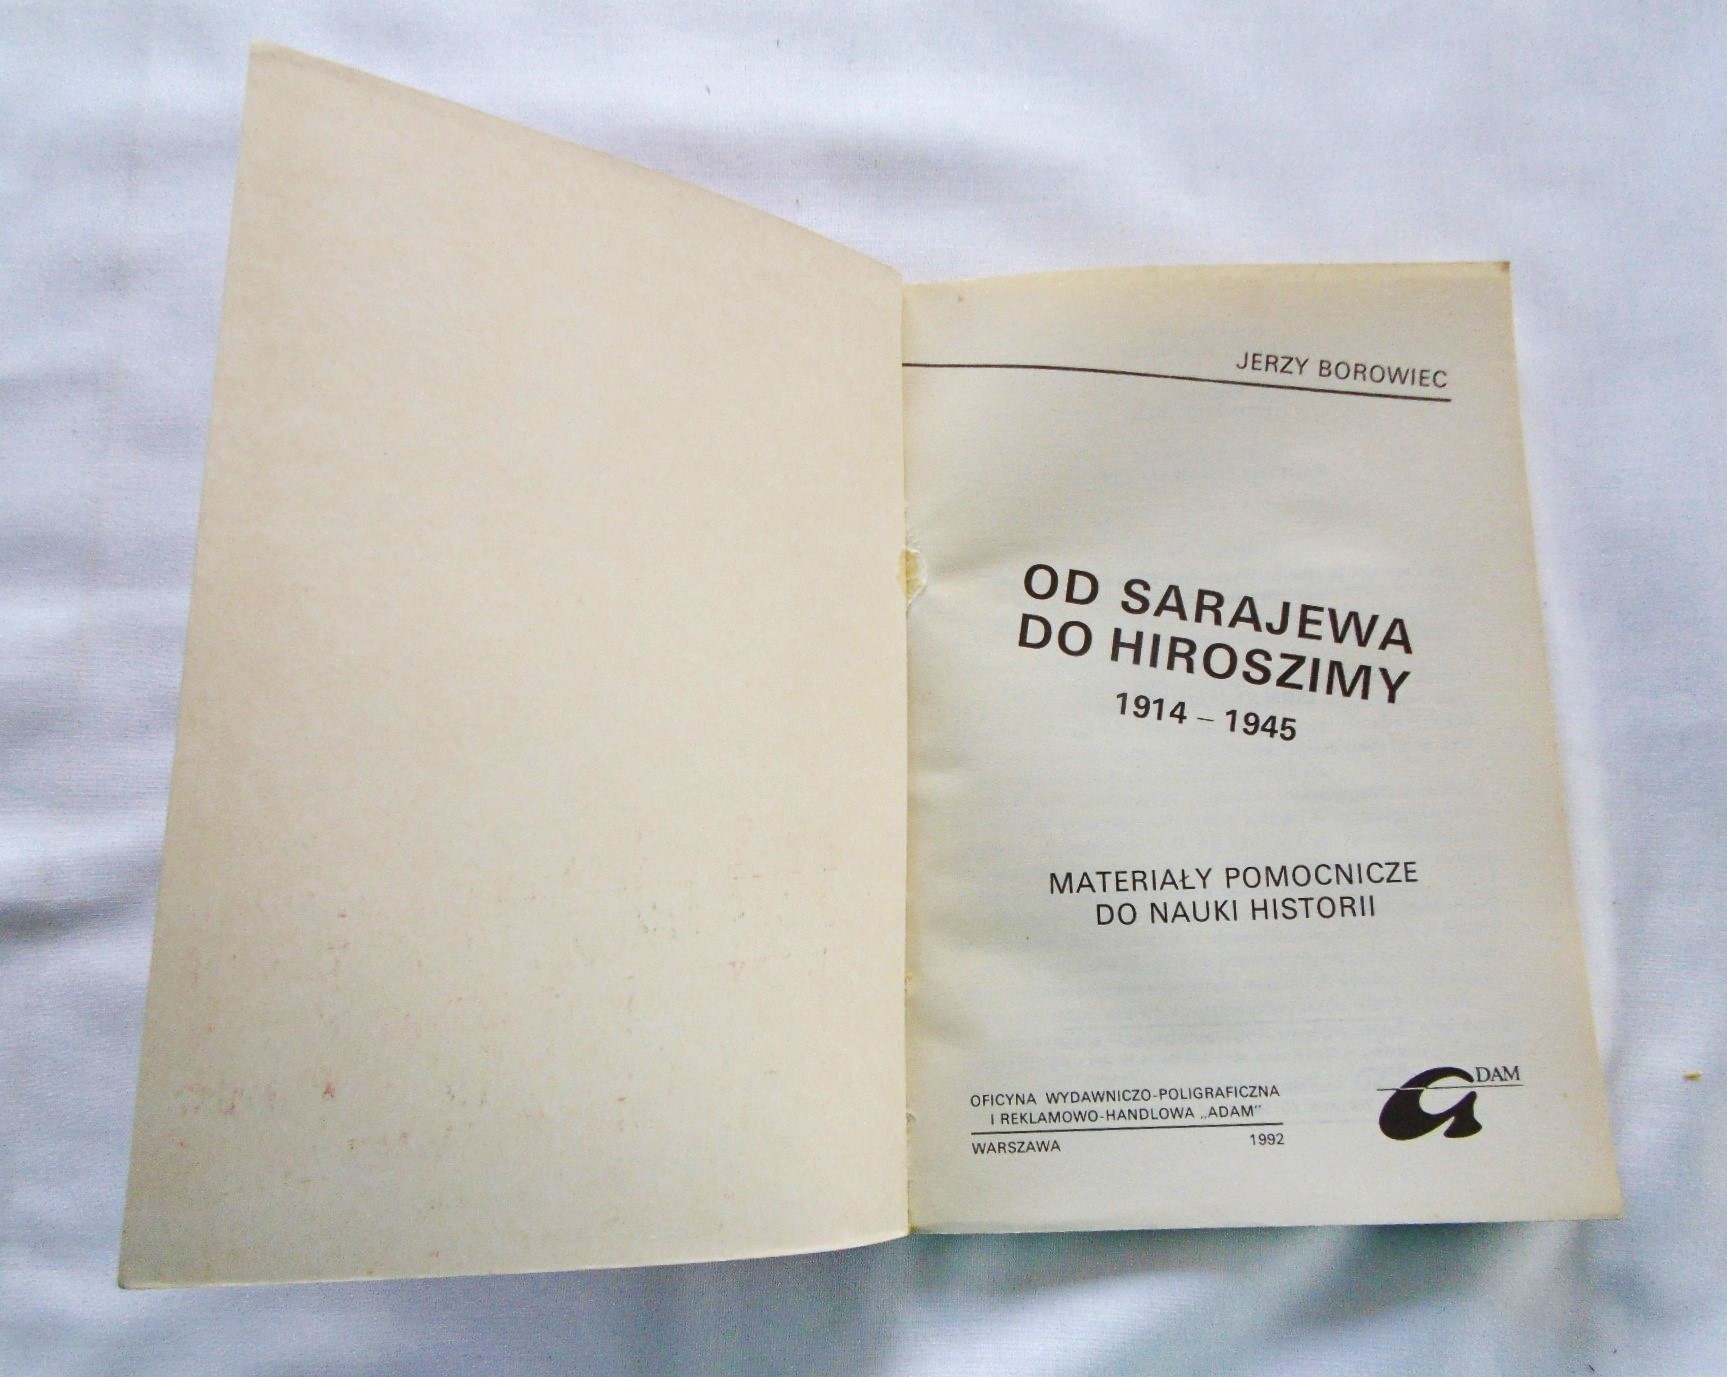 JERZY BOROWIEC
OD SARAJEWA
DO HIROSZIMY
1914 – 1945
MATERIAŁY POMOCNICZE
DO NAUKI HISTORII
OFICYNA WYDAWNICZO-POLIGRAFICZNA
I REKLAMOWO-HANDLOWA „ADAM"
WARSZAWA 1992
ADAM